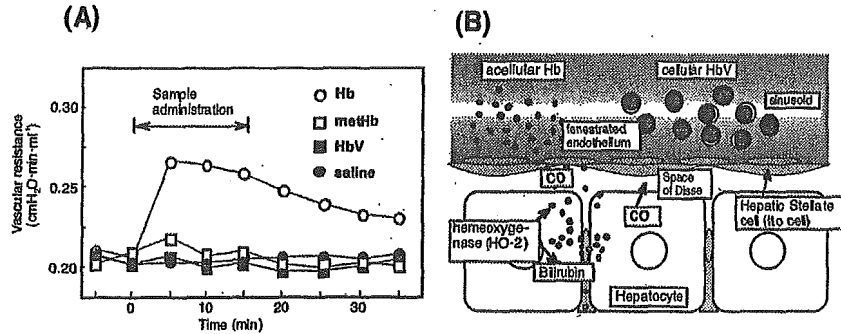 (A)
Sample
administration
Hb
metHb
HbV
saline
Vascular resistance
(cmH₂O·min·ml⁻¹)
0.30
0.25
0.20
0
10
20
30
Time (min)
(B)
acellular Hb
cellular HbV
sinusoid
fenestrated
endothelium
CO
Space
of
Disse
Hepatic Stellate
cell (Ito cell)
CO
hemeoxyge-
nase (HO-2)
Bilirubin
Hepatocyte